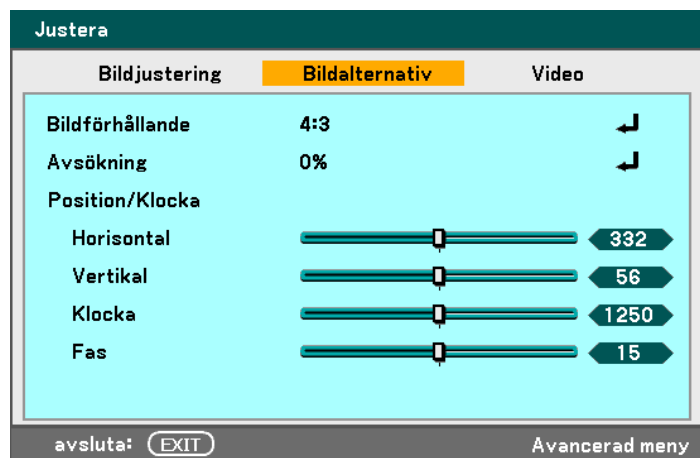 Justera
Bildjustering Bildalternativ Video
Bildförhållande 4:3
Avsökning 0%
Position/Klocka
Horisontal 332
Vertikal 56
Klocka 1250
Fas 15
avsluta: EXIT Avancerad meny